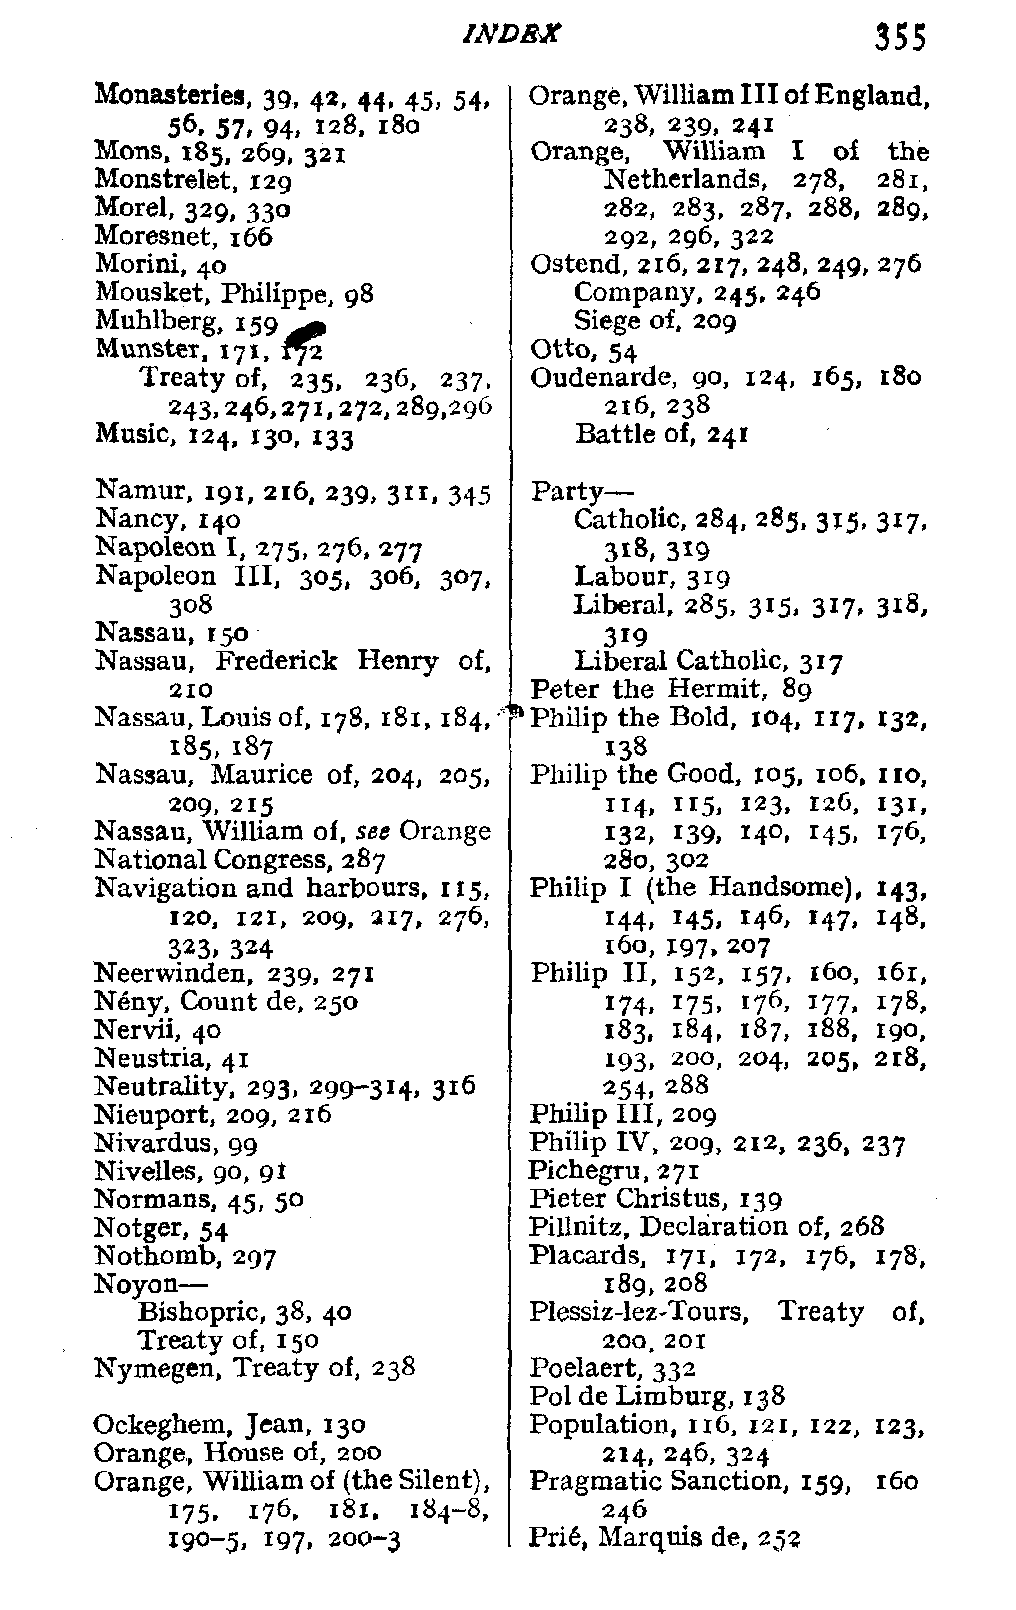 INDEX 355
Monasteries, 39, 42, 44, 45, 54,
56, 57, 94, 128, 180
Mons, 185, 269, 321
Monstrelet, 129
Morel, 329, 330
Moresnet, 166
Morini, 40
Mousket, Philippe, 98
Muhlberg, 159
Munster, 171, 172
Treaty of, 235, 236, 237,
243, 246, 271, 272, 289, 296
Music, 124, 130, 133
Namur, 191, 216, 239, 311, 345
Nancy, 140
Napoleon I, 275, 276, 277
Napoleon III, 305, 306, 307,
308
Nassau, 150
Nassau, Frederick Henry of,
210
Nassau, Louis of, 178, 181, 184,
185, 187
Nassau, Maurice of, 204, 205,
209, 215
Nassau, William of, see Orange
National Congress, 287
Navigation and harbours, 115,
120, 121, 209, 217, 276,
323, 324
Neerwinden, 239, 271
Nény, Count de, 250
Nervii, 40
Neustria, 41
Neutrality, 293, 299–314, 316
Nieuport, 209, 216
Nivardus, 99
Nivelles, 90, 91
Normans, 45, 50
Notger, 54
Nothomb, 297
Noyon—
Bishopric, 38, 40
Treaty of, 150
Nymegen, Treaty of, 238
Ockeghem, Jean, 130
Orange, House of, 200
Orange, William of (the Silent),
175, 176, 181, 184–8,
190–5, 197, 200–3
Orange, William III of England,
238, 239, 241
Orange, William I of the
Netherlands, 278, 281,
282, 283, 287, 288, 289,
292, 296, 322
Ostend, 216, 217, 248, 249, 276
Company, 245, 246
Siege of, 209
Otto, 54
Oudenarde, 90, 124, 165, 180
216, 238
Battle of, 241
Party—
Catholic, 284, 285, 315, 317,
318, 319
Labour, 319
Liberal, 285, 315, 317, 318,
319
Liberal Catholic, 317
Peter the Hermit, 89
Philip the Bold, 104, 117, 132,
138
Philip the Good, 105, 106, 110,
114, 115, 123, 126, 131,
132, 139, 140, 145, 176,
280, 302
Philip I (the Handsome), 143,
144, 145, 146, 147, 148,
160, 197, 207
Philip II, 152, 157, 160, 161,
174, 175, 176, 177, 178,
183, 184, 187, 188, 190,
193, 200, 204, 205, 218,
254, 288
Philip III, 209
Philip IV, 209, 212, 236, 237
Pichegru, 271
Pieter Christus, 139
Pillnitz, Declaration of, 268
Placards, 171, 172, 176, 178,
189, 208
Plessiz-lez-Tours, Treaty of,
200, 201
Poelaert, 332
Pol de Limburg, 138
Population, 116, 121, 122, 123,
214, 246, 324
Pragmatic Sanction, 159, 160
246
Prié, Marquis de, 252